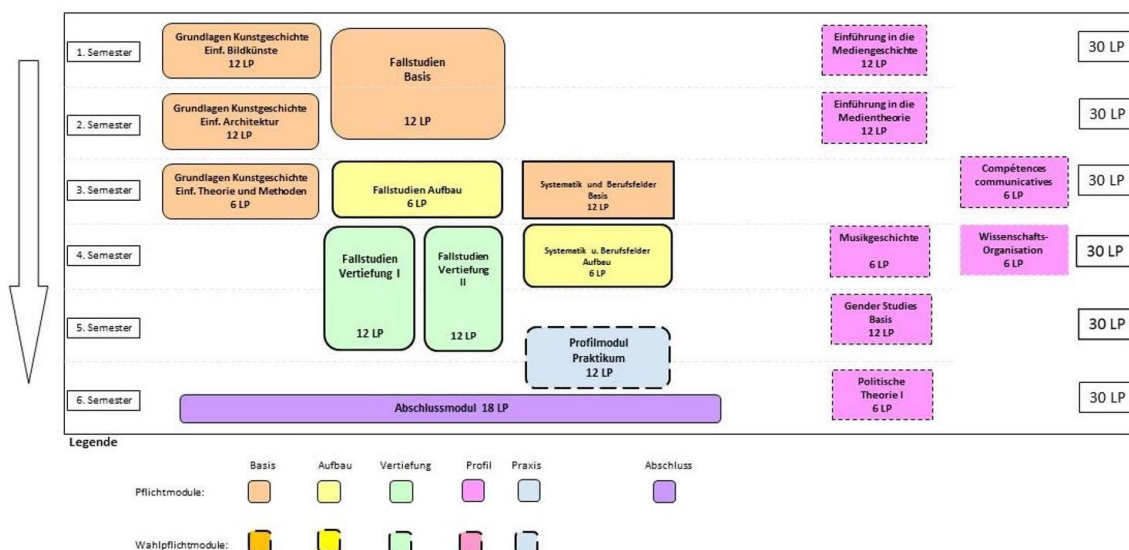 1. Semester
Grundlagen Kunstgeschichte
Einf. Bildkünste
12 LP
Fallstudien
Basis
12 LP
Einführung in die
Mediengeschichte
12 LP
30 LP
2. Semester
Grundlagen Kunstgeschichte
Einf. Architektur
12 LP
Einführung in die
Medientheorie
12 LP
30 LP
3. Semester
Grundlagen Kunstgeschichte
Einf. Theorie und Methoden
6 LP
Fallstudien Aufbau
6 LP
Systematik und Berufsfelder
Basis
12 LP
Compétences
communicatives
6 LP
30 LP
4. Semester
Fallstudien
Vertiefung I
12 LP
Fallstudien
Vertiefung
II
12 LP
Systematik u. Berufsfelder
Aufbau
6 LP
Musikgeschichte
6 LP
Wissenschafts-
Organisation
6 LP
30 LP
5. Semester
Profilmodul
Praktikum
12 LP
Gender Studies
Basis
12 LP
30 LP
6. Semester
Abschlussmodul 18 LP
Politische
Theorie I
6 LP
30 LP
Legende
Basis Aufbau Vertiefung Profil Praxis Abschluss
Pflichtmodule:
Wahlpflichtmodule: